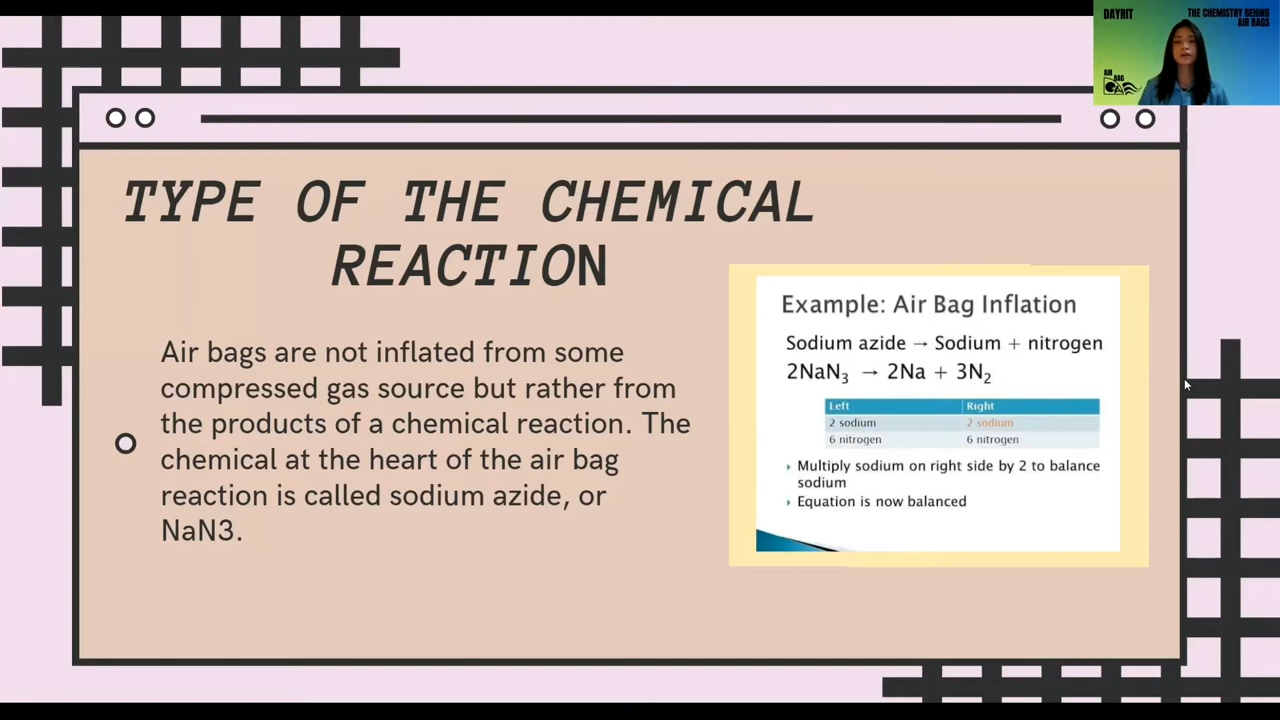 DAYRIT
THE CHEMISTRY BEHIND
AIR BAGS
AIR
BAG
TYPE OF THE CHEMICAL
REACTION
Air bags are not inflated from some
compressed gas source but rather from
the products of a chemical reaction. The
chemical at the heart of the air bag
reaction is called sodium azide, or
NaN3.
Example: Air Bag Inflation
Sodium azide → Sodium + nitrogen
2NaN₃ → 2Na + 3N₂
Left Right
2 sodium 2 sodium
6 nitrogen 6 nitrogen
Multiply sodium on right side by 2 to balance
sodium
Equation is now balanced